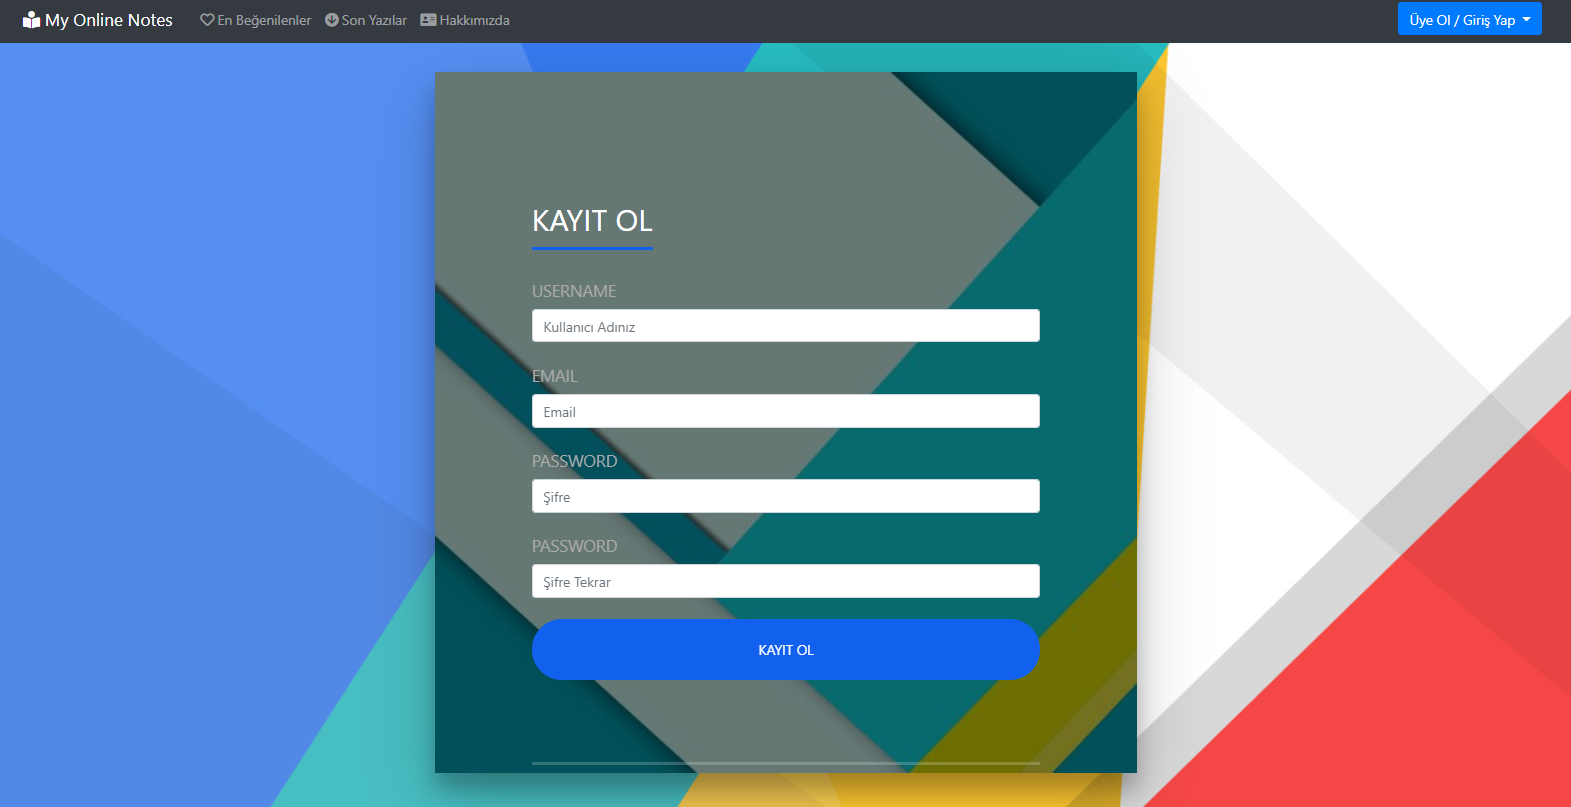 My Online Notes En Beğenilenler Son Yazılar Hakkımızda Üye Ol / Giriş Yap
KAYIT OL
USERNAME
Kullanıcı Adınız
EMAIL
Email
PASSWORD
Şifre
PASSWORD
Şifre Tekrar
KAYIT OL